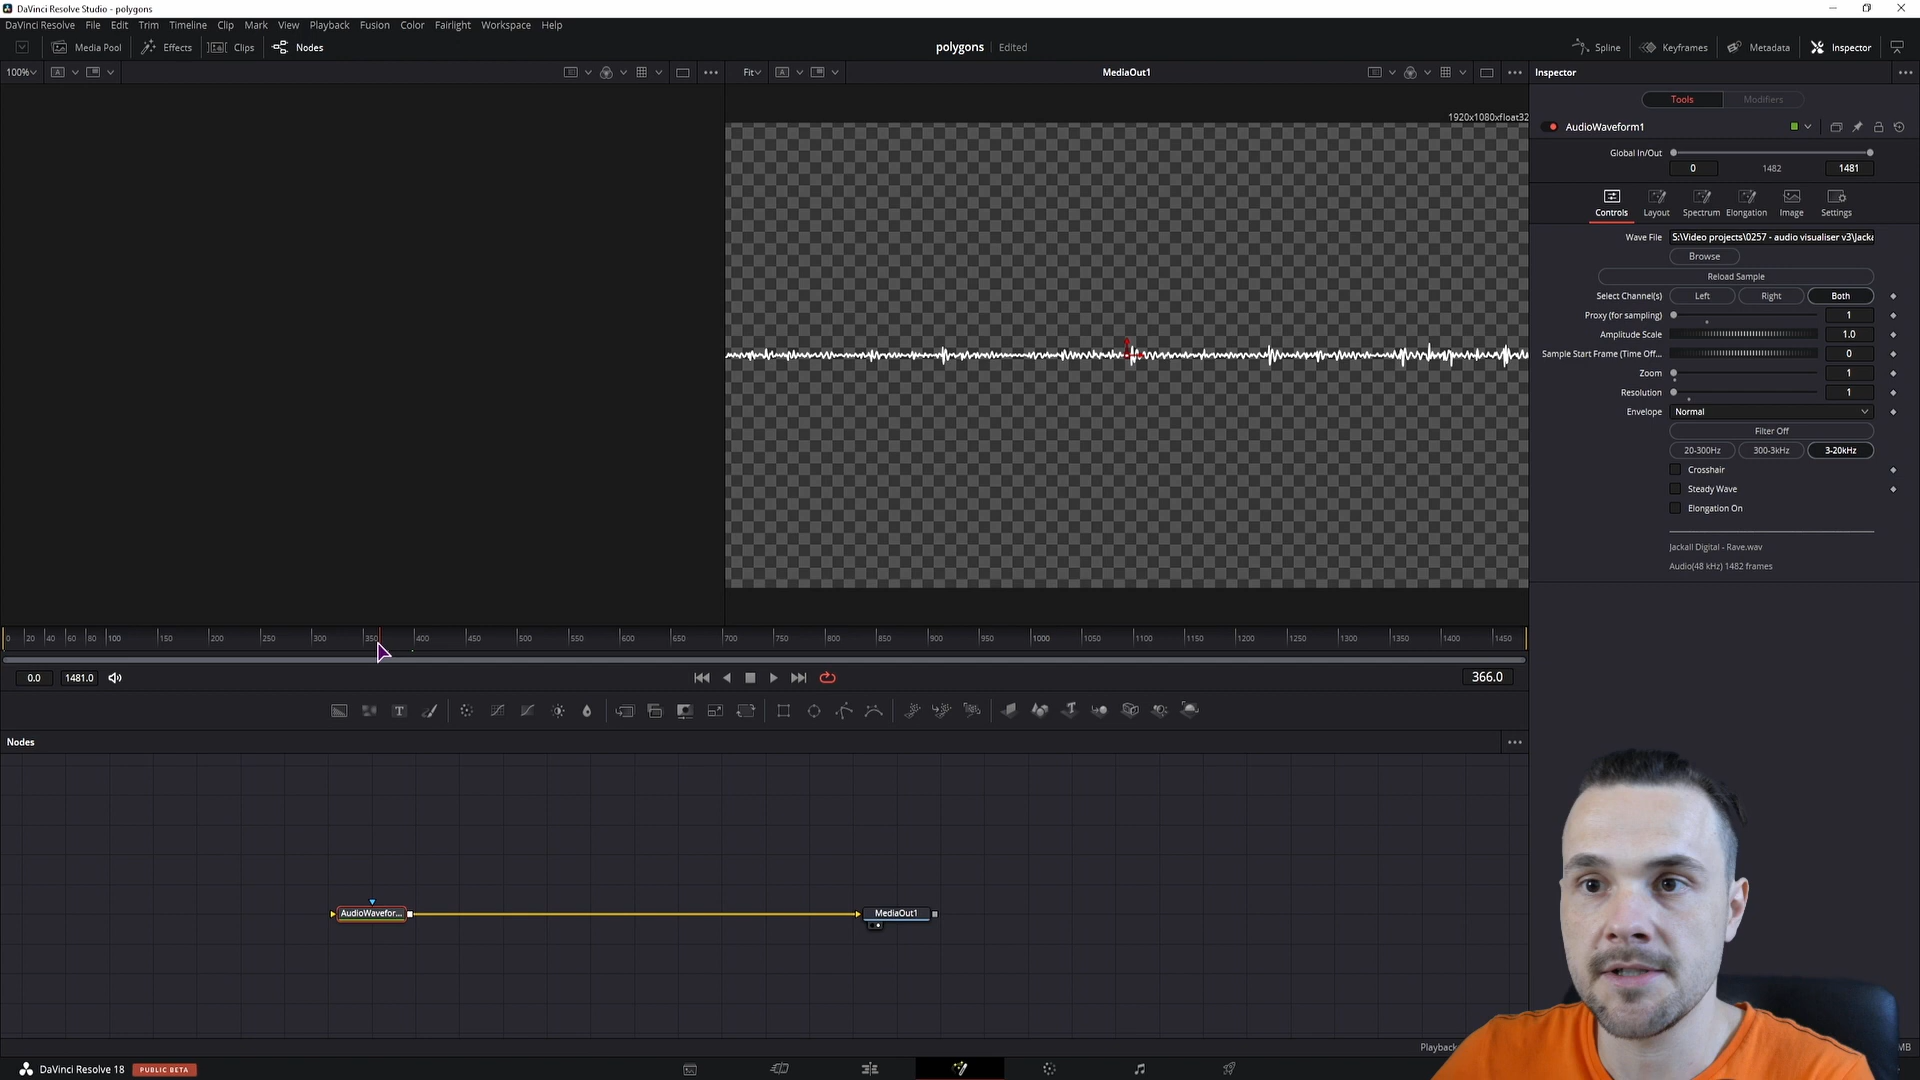 DaVinci Resolve Studio - polygons
DaVinci Resolve File Edit Trim Timeline Clip Mark View Playback Fusion Color Fairlight Workspace Help
Media Pool Effects Clips Nodes polygons Edited Spline Keyframes Metadata Inspector
100% Fit MediaOut1 Inspector
Tools Modifiers
1920x1080xfloat32
AudioWaveform1
Global In/Out
0 1482 1481
Controls Layout Spectrum Elongation Image Settings
Wave File S:\Video projects\0257 - audio visualiser v3\Jacka
Browse
Reload Sample
Select Channel(s) Left Right Both
Proxy (for sampling) 1
Amplitude Scale 1.0
Sample Start Frame (Time Off... 0
Zoom 1
Resolution 1
Envelope Normal
Filter Off
20-300Hz 300-3kHz 3-20kHz
Crosshair
Steady Wave
Elongation On
Jackall Digital - Rave.wav
Audio(48 kHz) 1482 frames
0 20 40 60 80 100 150 200 250 300 350 400 450 500 550 600 650 700 750 800 850 900 950 1000 1050 1100 1150 1200 1250 1300 1350 1400 1450
0.0 1481.0 366.0
T
Nodes
AudioWavefor... MediaOut1
Playback
MB
DaVinci Resolve 18 PUBLIC BETA